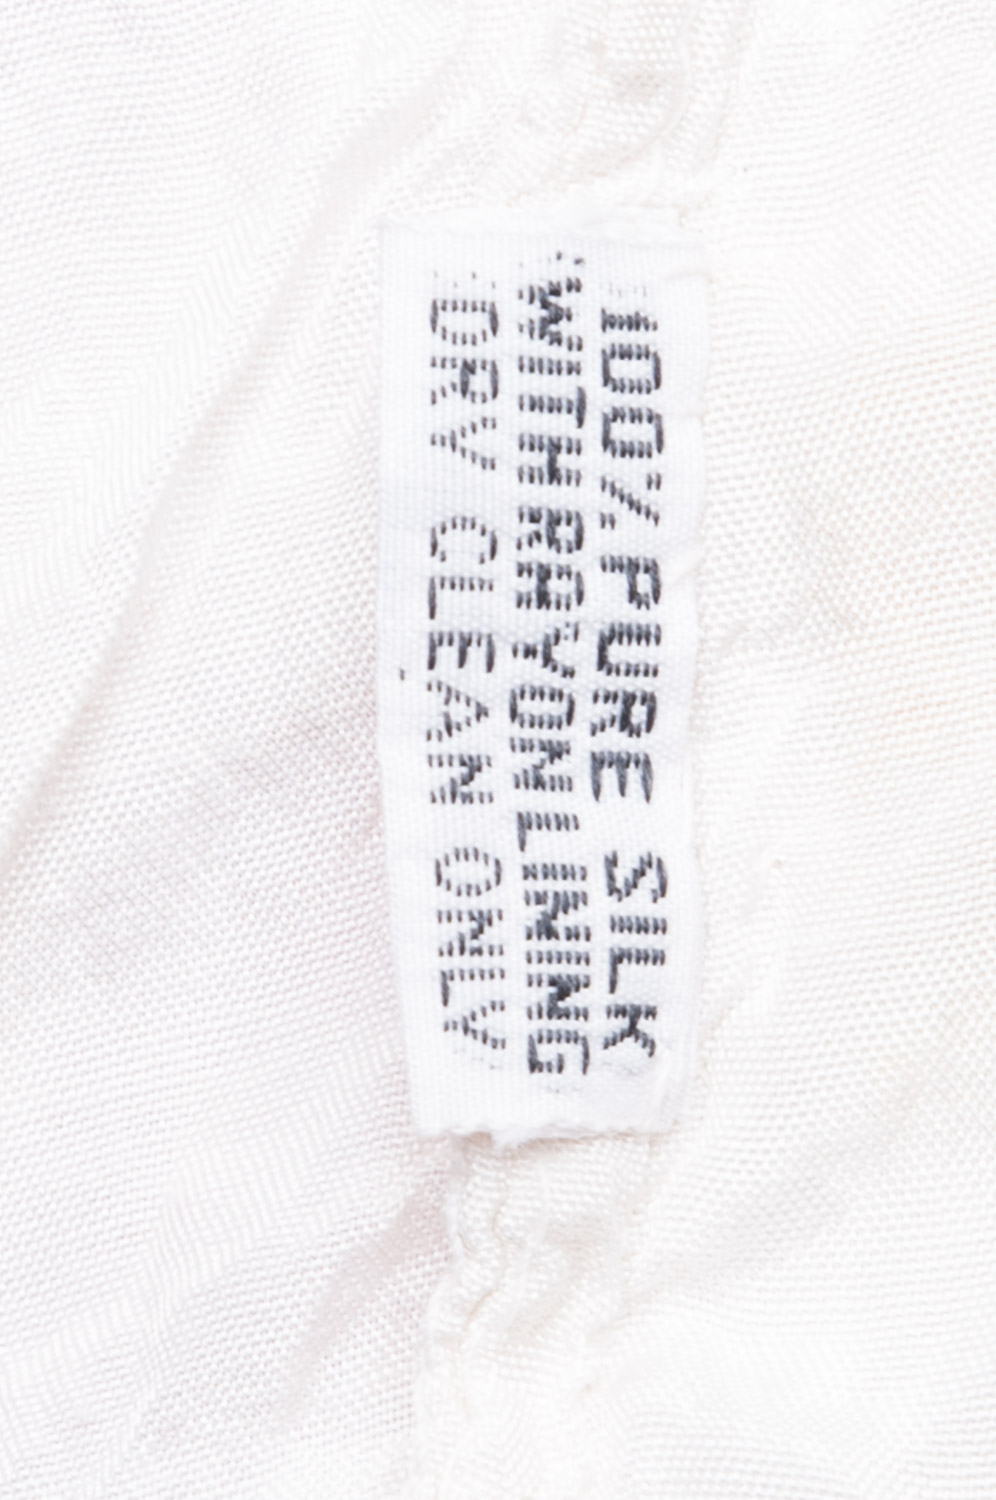 100% PURE SILK
WITH RAYON LINING
DRY CLEAN ONLY